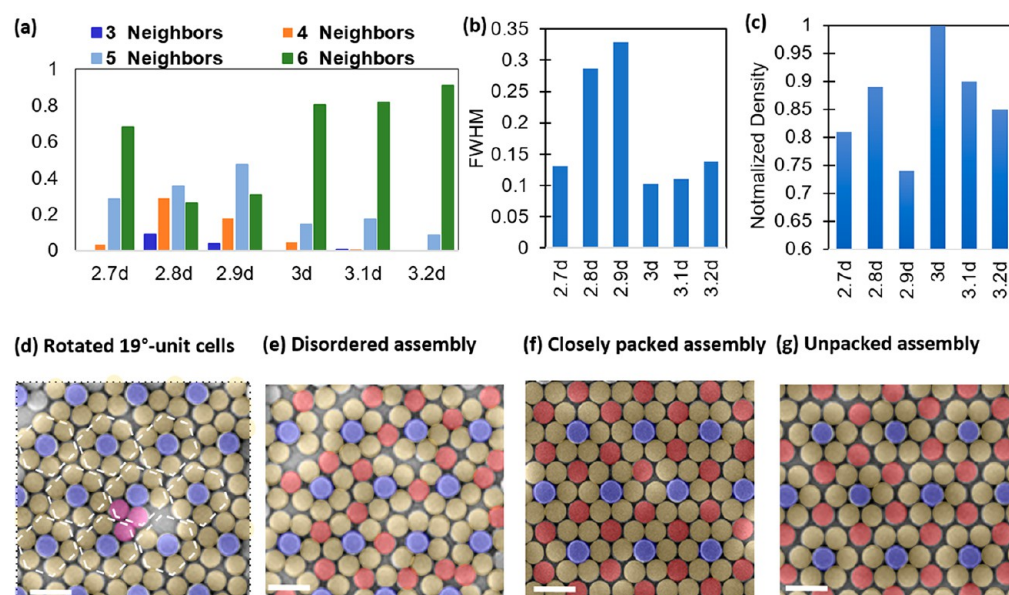 (a)
3 Neighbors
4 Neighbors
5 Neighbors
6 Neighbors
1
0.8
0.6
0.4
0.2
0
2.7d 2.8d 2.9d 3d 3.1d 3.2d
(b)
FWHM
0.35
0.3
0.25
0.2
0.15
0.1
0.05
0
2.7d 2.8d 2.9d 3d 3.1d 3.2d
(c)
Notmalized Density
1
0.95
0.9
0.85
0.8
0.75
0.7
0.65
0.6
2.7d 2.8d 2.9d 3d 3.1d 3.2d
(d) Rotated 19°-unit cells
(e) Disordered assembly
(f) Closely packed assembly
(g) Unpacked assembly